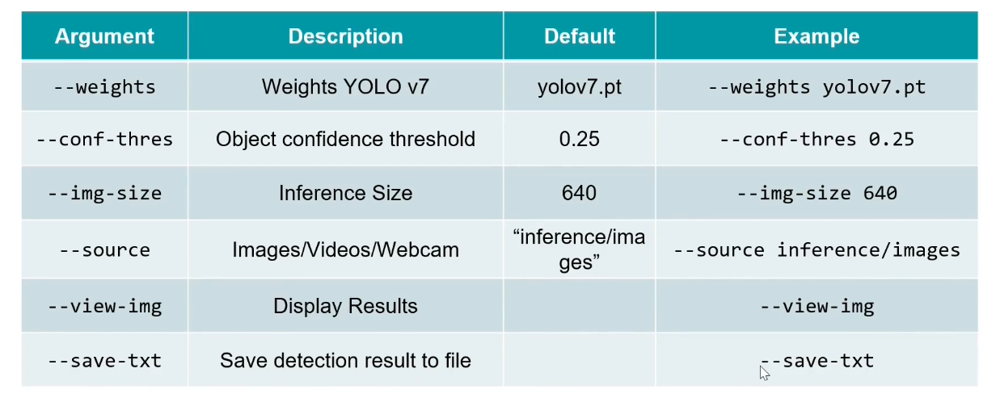 Argument Description Default Example
--weights Weights YOLO v7 yolov7.pt --weights yolov7.pt
--conf-thres Object confidence threshold 0.25 --conf-thres 0.25
--img-size Inference Size 640 --img-size 640
--source Images/Videos/Webcam “inference/ima
ges” --source inference/images
--view-img Display Results --view-img
--save-txt Save detection result to file --save-txt